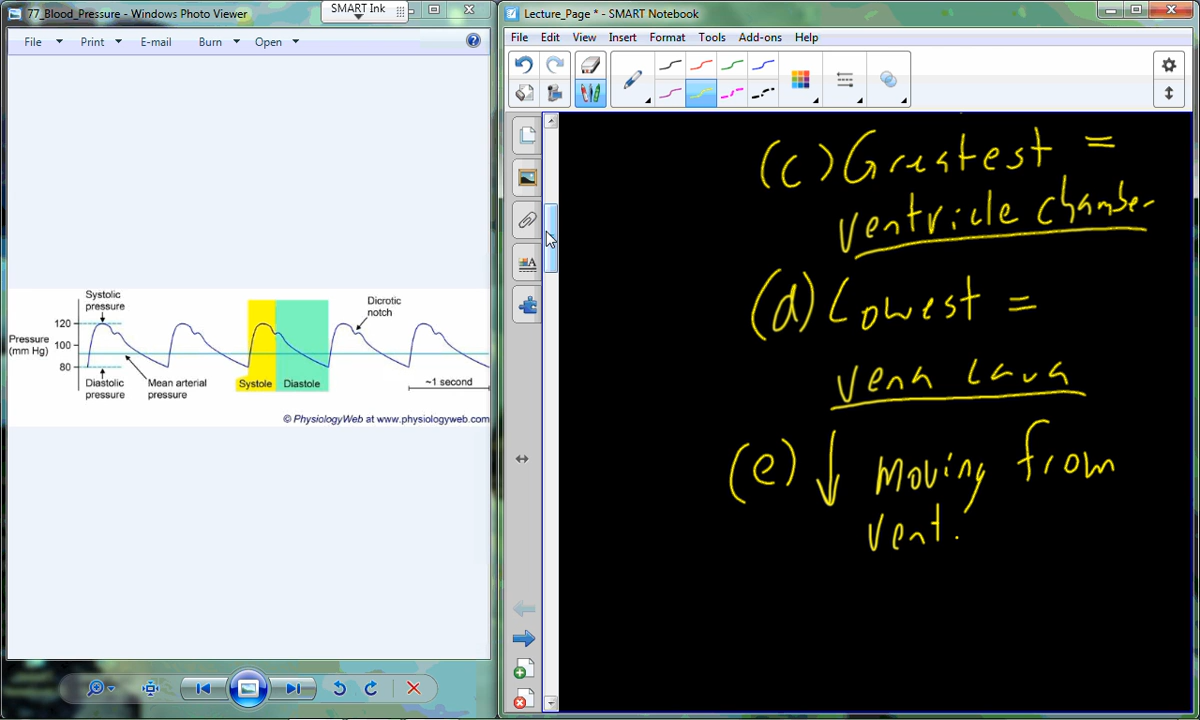 77_Blood_Pressure - Windows Photo Viewer
SMART Ink
File Print E-mail Burn Open
Systolic
pressure
Dicrotic
notch
120
100
80
Pressure
(mm Hg)
Diastolic
pressure
Mean arterial
pressure
Systole Diastole
~1 second
© PhysiologyWeb at www.physiologyweb.com
Lecture_Page * - SMART Notebook
File Edit View Insert Format Tools Add-ons Help
(c) Greatest =
ventricle chamber
(d) Lowest =
vena cava
(e) ↓ moving from
vent.